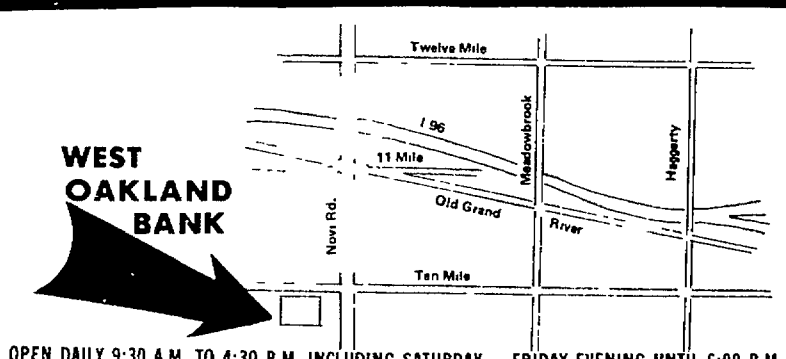 Twelve Mile
Meadowbrook
Haggerty
I 96
11 Mile
WEST
OAKLAND
BANK
Novi Rd.
Old Grand River
Ten Mile
OPEN DAILY 9:30 A.M. TO 4:30 P.M. INCLUDING SATURDAY FRIDAY EVENING UNTIL 6:00 P.M.